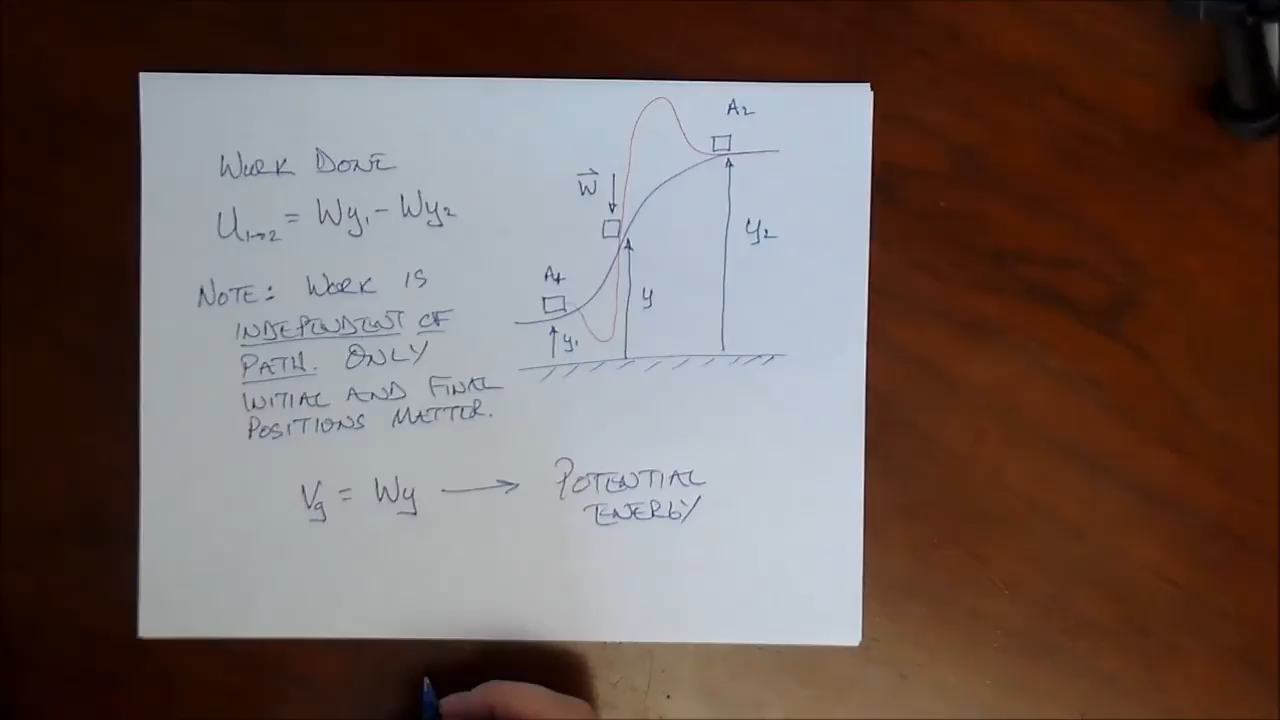 WORK DONE
U₁→₂ = Wy₁ - Wy₂
NOTE: WORK IS
INDEPENDENT OF
PATH. ONLY
INITIAL AND FINAL
POSITIONS MATTER.
Vg = Wy → POTENTIAL
ENERGY
A₂
W
A₁
y₁
y
y₂